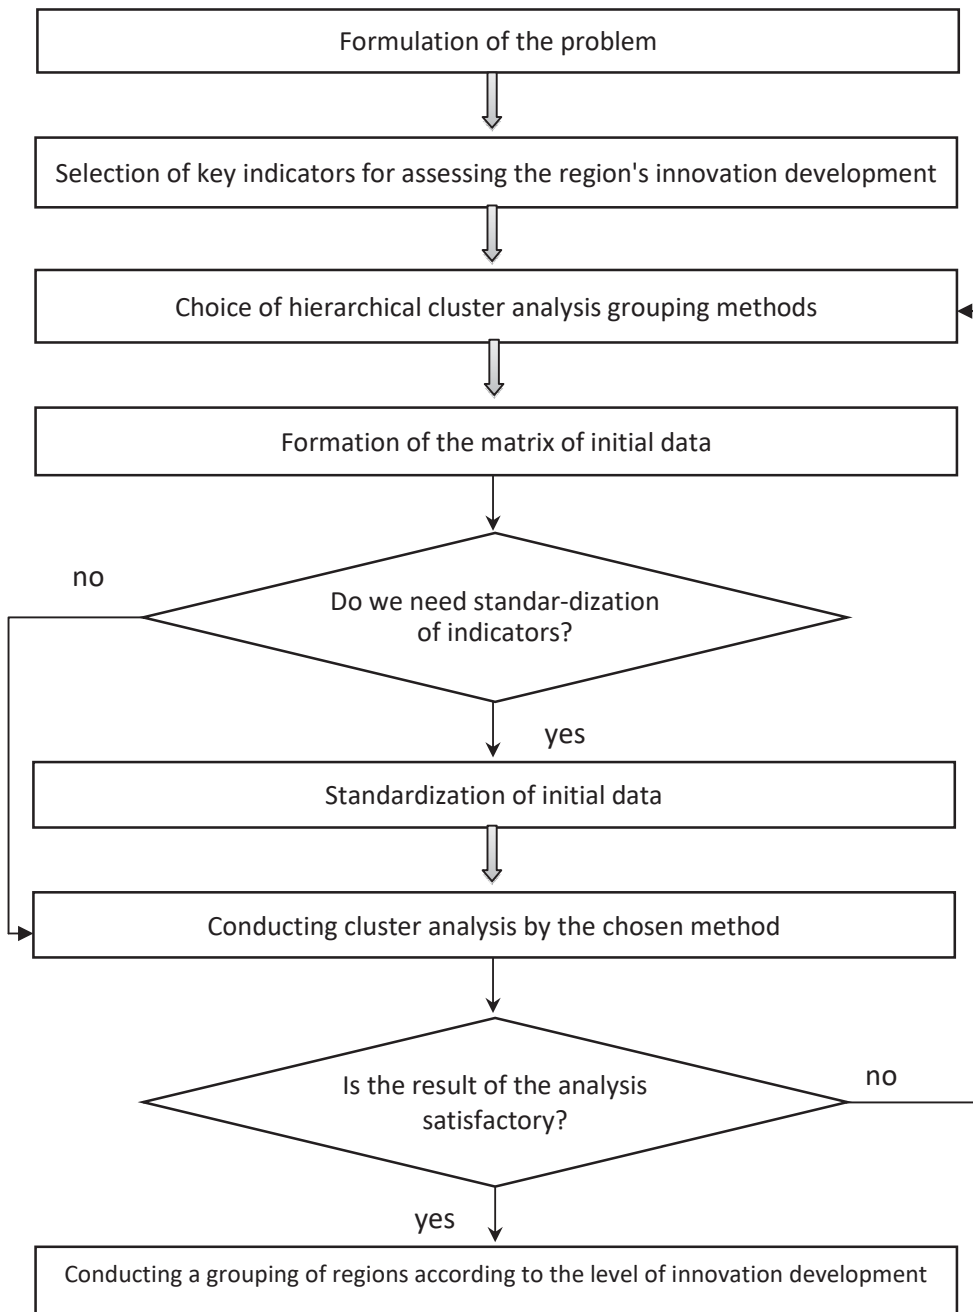 Formulation of the problem
Selection of key indicators for assessing the region's innovation development
Choice of hierarchical cluster analysis grouping methods
Formation of the matrix of initial data
no
Do we need standar-dization
of indicators?
yes
Standardization of initial data
Conducting cluster analysis by the chosen method
Is the result of the analysis
satisfactory?
no
yes
Conducting a grouping of regions according to the level of innovation development